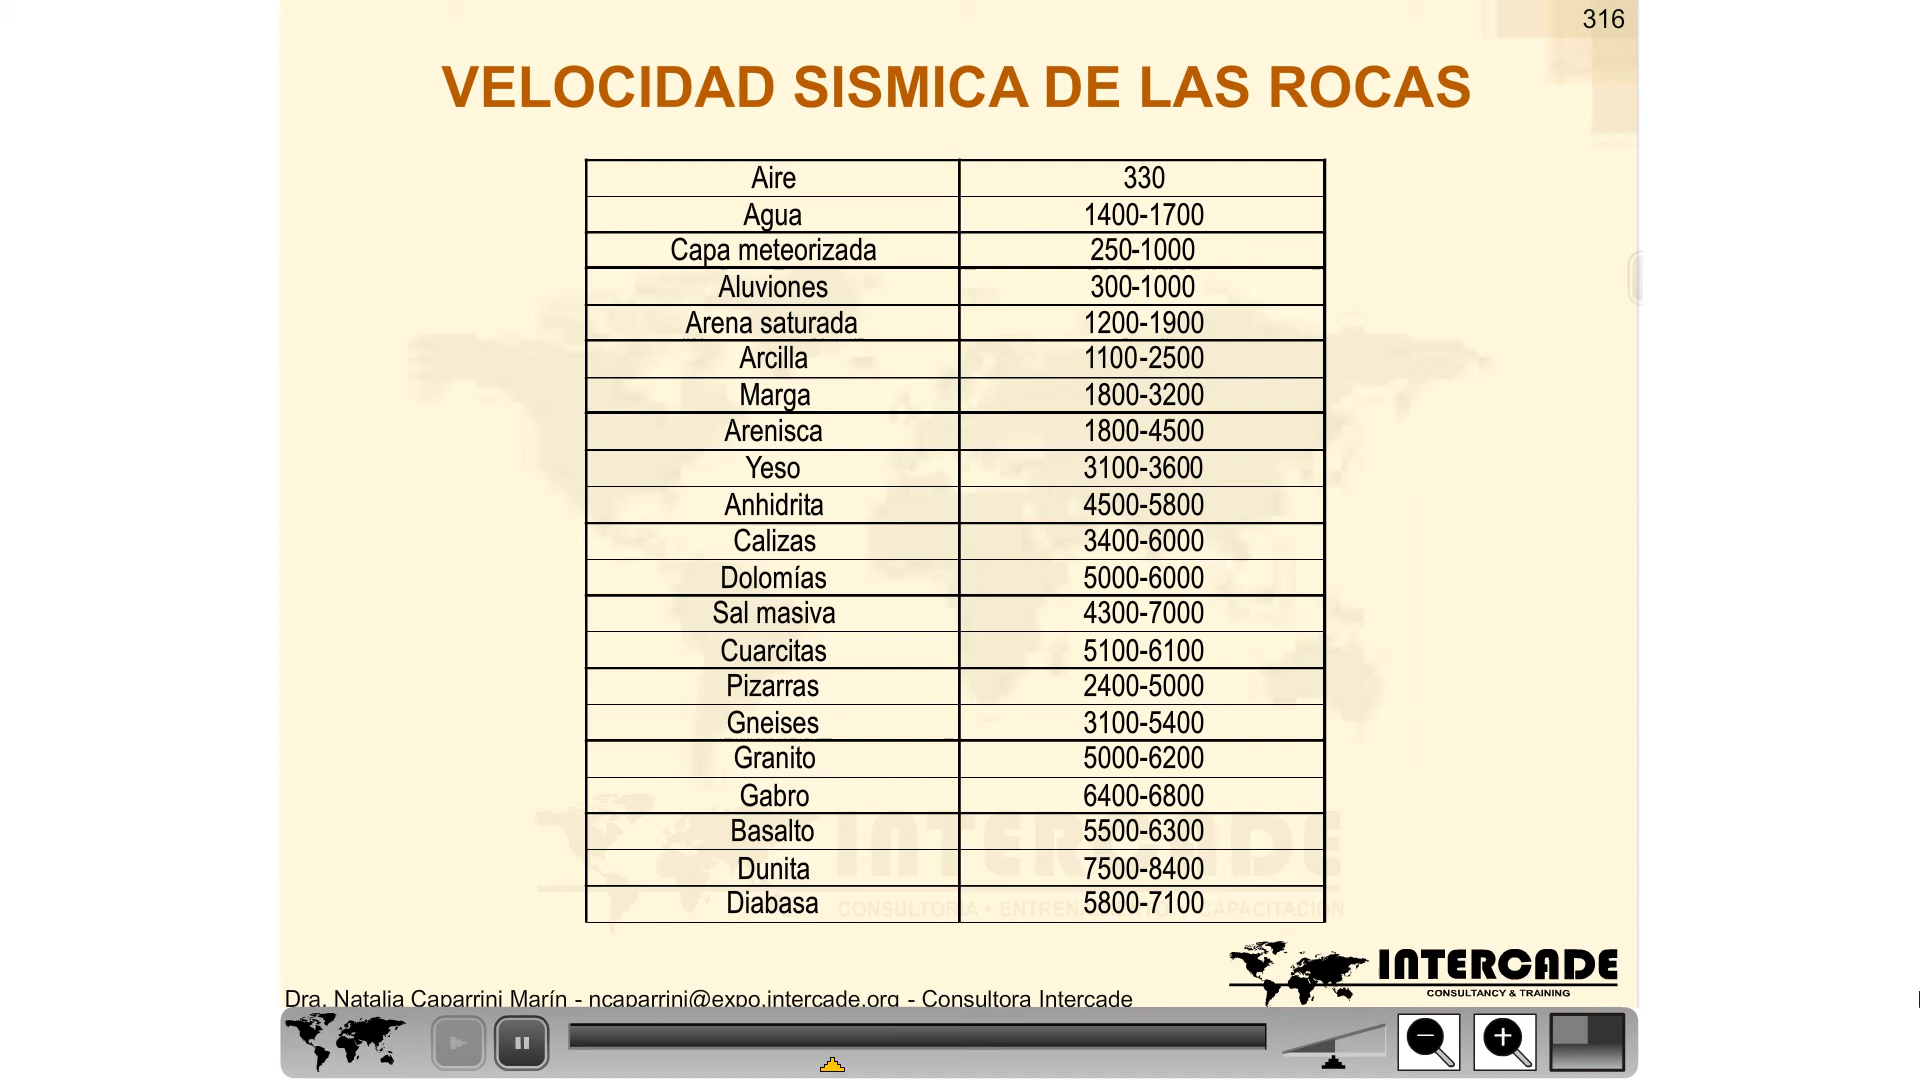 316
VELOCIDAD SISMICA DE LAS ROCAS
Aire 330
Agua 1400-1700
Capa meteorizada 250-1000
Aluviones 300-1000
Arena saturada 1200-1900
Arcilla 1100-2500
Marga 1800-3200
Arenisca 1800-4500
Yeso 3100-3600
Anhidrita 4500-5800
Calizas 3400-6000
Dolomías 5000-6000
Sal masiva 4300-7000
Cuarcitas 5100-6100
Pizarras 2400-5000
Gneises 3100-5400
Granito 5000-6200
Gabro 6400-6800
Basalto 5500-6300
Dunita 7500-8400
Diabasa 5800-7100
INTERCADE
CONSULTORIA • ENTRENAMIENTO • CAPACITACION
INTERCADE
CONSULTANCY & TRAINING
Dra. Natalia Caparrini Marín - ncaparrini@expo.intercade.org - Consultora Intercade